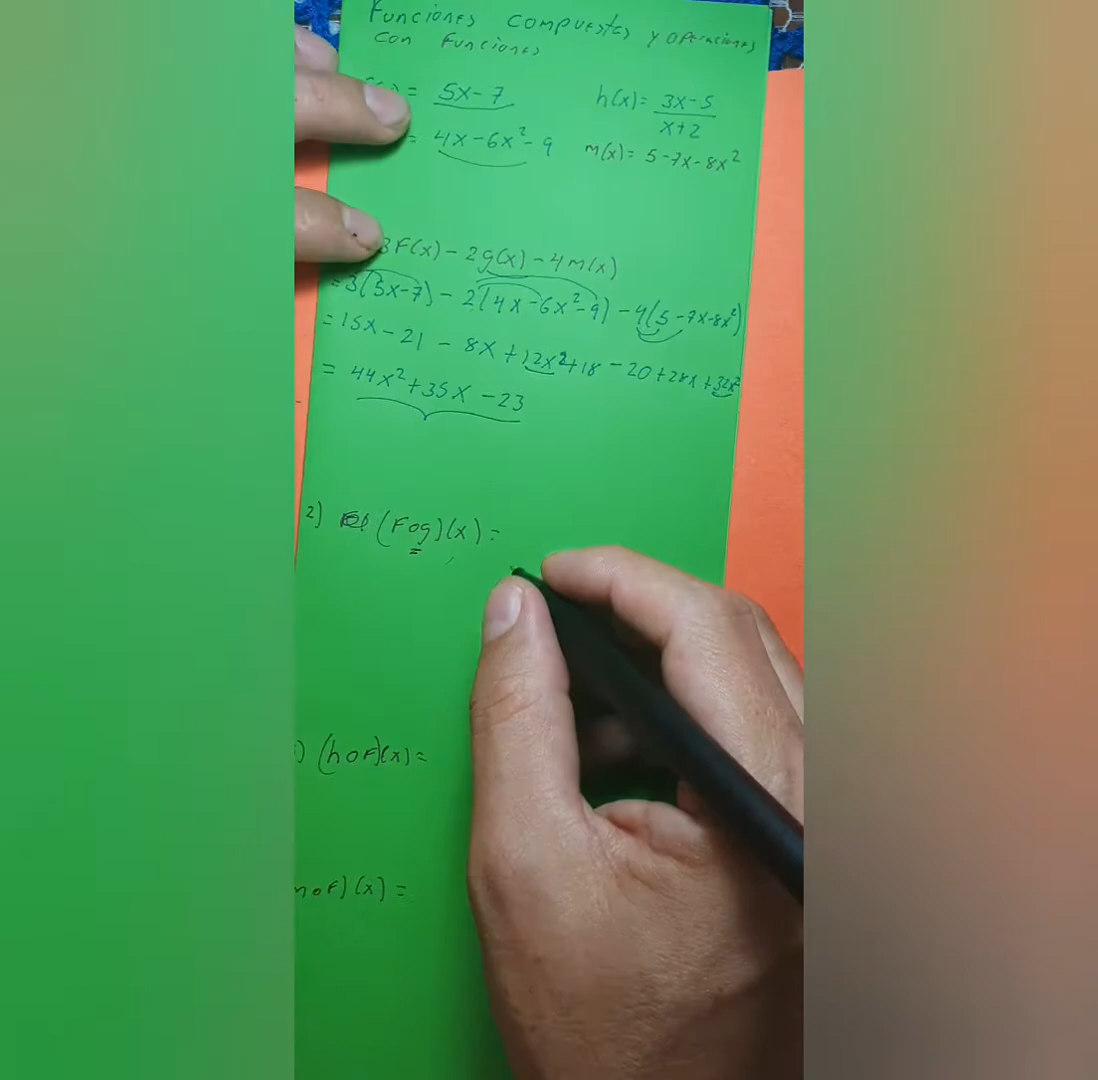 Funciones compuestas y operaciones
con funciones
= 5x-7
h(x)= 3x-5
x+2
= 4x-6x²-9
m(x)= 5-7x-8x²
3F(x)-2g(x)-4m(x)
=3(5x-7)-2(4x-6x²-9)-4(5-7x-8x²)
=15x-21-8x+12x²+18-20+28x+32x²
= 44x²+35x-23
2) (Fog)(x)=
) (hoF)(x)=
oF)(x)=